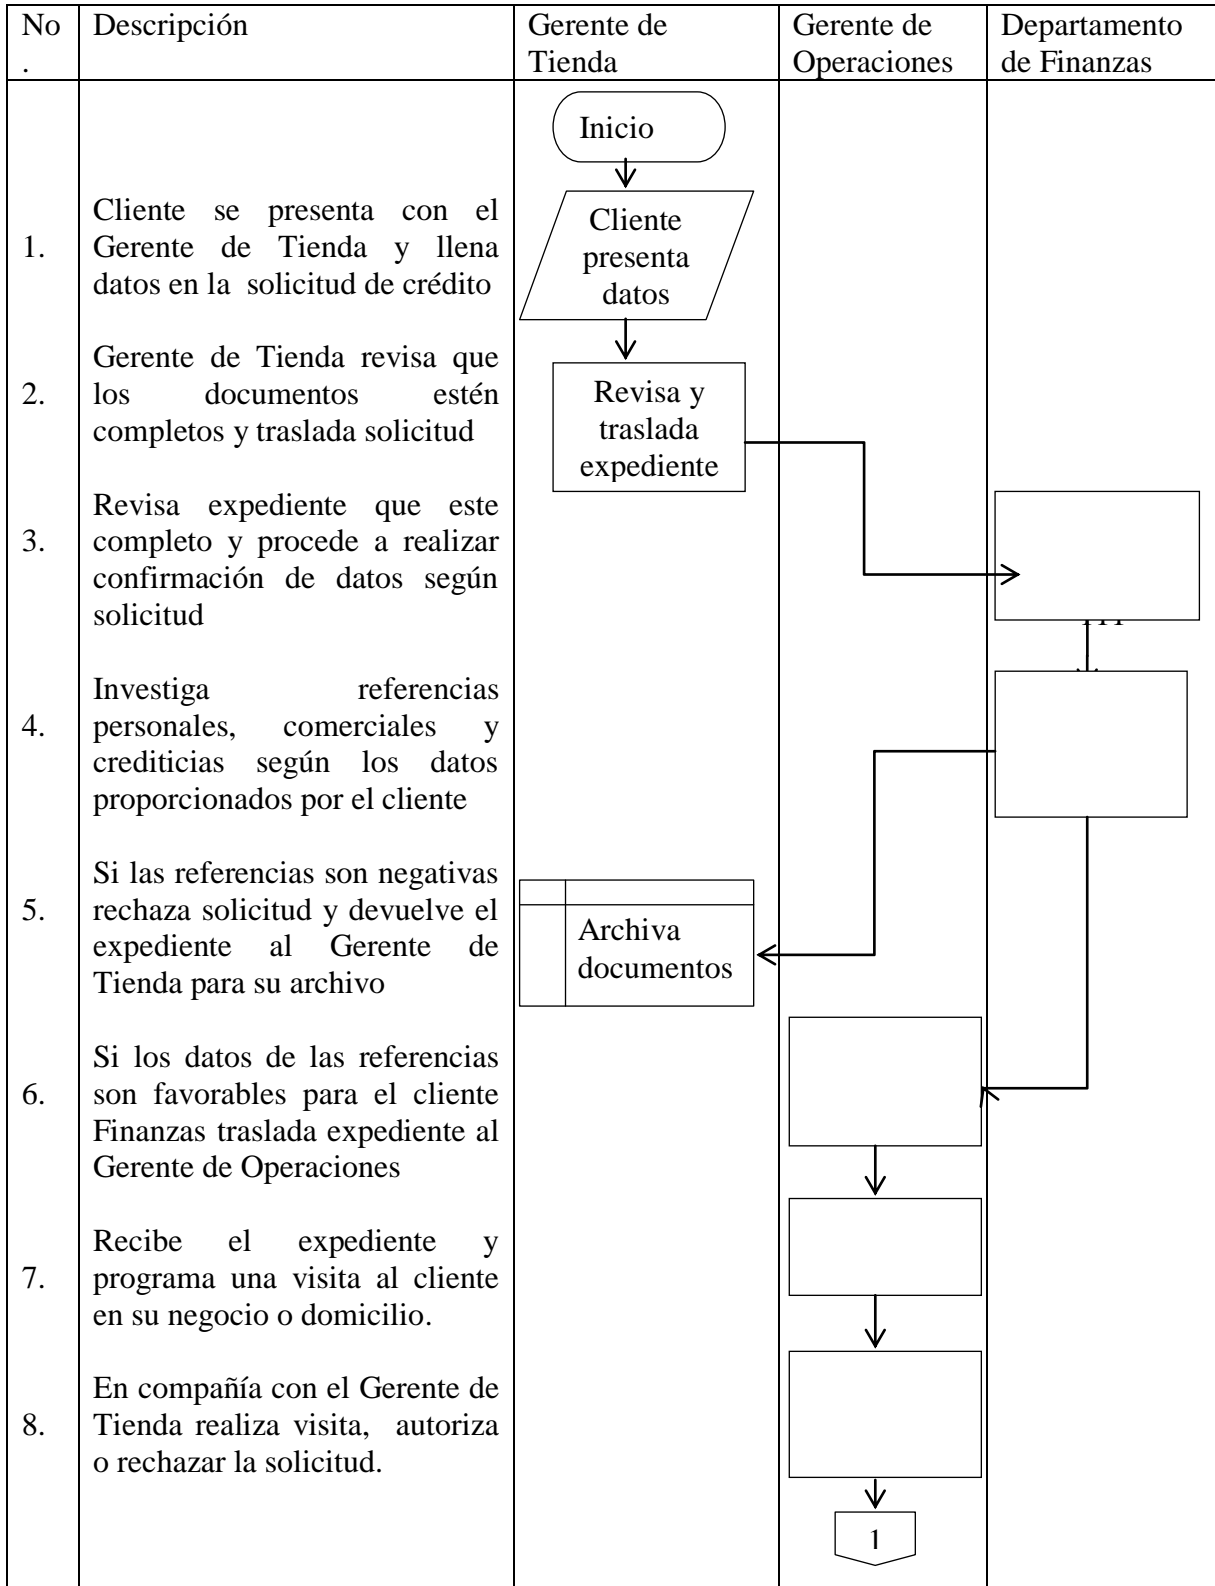 No
.
Descripción
Gerente de
Tienda
Gerente de
Operaciones
Departamento
de Finanzas
Inicio
1.
Cliente se presenta con el
Gerente de Tienda y llena
datos en la solicitud de crédito
Cliente
presenta
datos
2.
Gerente de Tienda revisa que
los documentos estén
completos y traslada solicitud
Revisa y
traslada
expediente
3.
Revisa expediente que este
completo y procede a realizar
confirmación de datos según
solicitud
4.
Investiga referencias
personales, comerciales y
crediticias según los datos
proporcionados por el cliente
5.
Si las referencias son negativas
rechaza solicitud y devuelve el
expediente al Gerente de
Tienda para su archivo
Archiva
documentos
6.
Si los datos de las referencias
son favorables para el cliente
Finanzas traslada expediente al
Gerente de Operaciones
7.
Recibe el expediente y
programa una visita al cliente
en su negocio o domicilio.
8.
En compañía con el Gerente de
Tienda realiza visita, autoriza
o rechazar la solicitud.
1